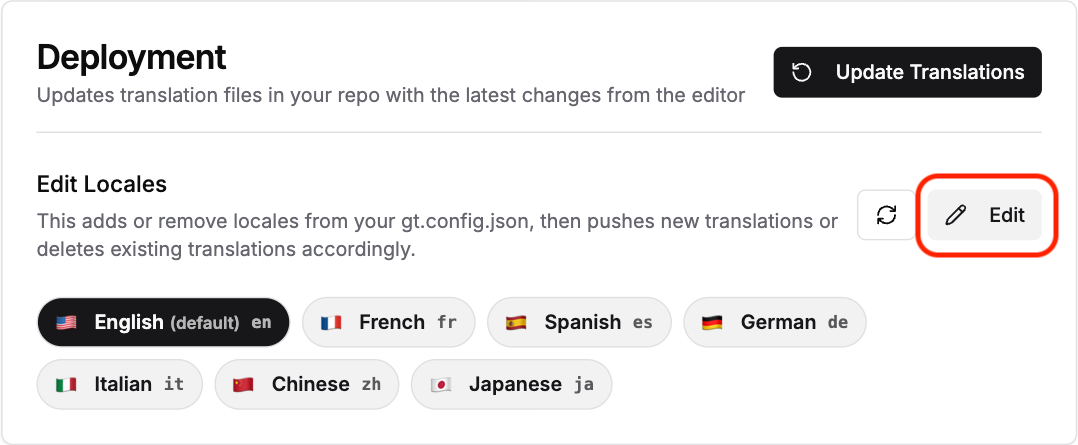 Deployment
Updates translation files in your repo with the latest changes from the editor
Update Translations
Edit Locales
This adds or remove locales from your gt.config.json, then pushes new translations or
deletes existing translations accordingly.
Edit
English (default) en
French fr
Spanish es
German de
Italian it
Chinese zh
Japanese ja